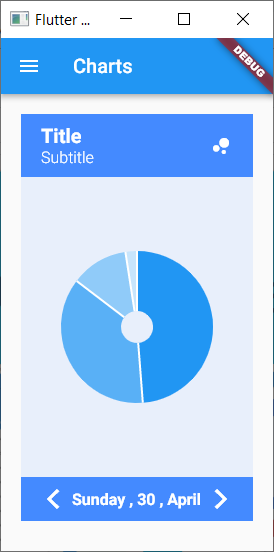 Flutter ...
Charts
DEBUG
Title
Subtitle
Sunday , 30 , April